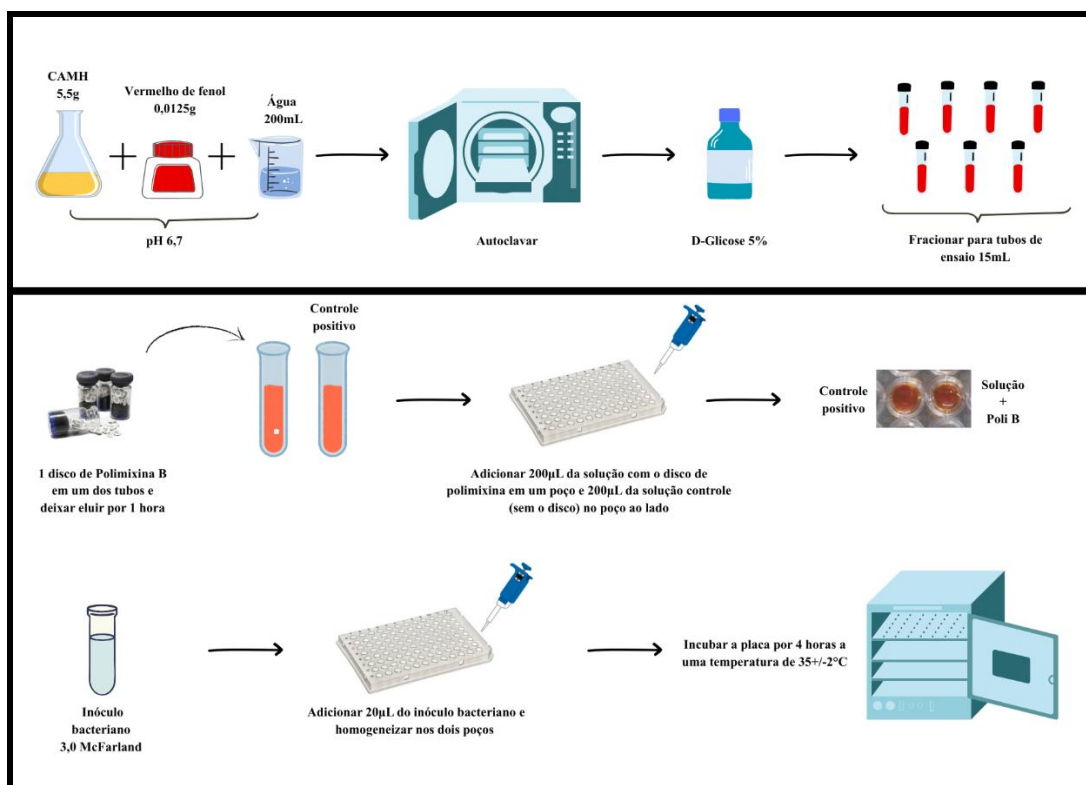 CAMH
5,5g
Vermelho de fenol
0,0125g
Água
200mL
pH 6,7
Autoclavar
D-Glicose 5%
Fracionar para tubos de
ensaio 15mL
Controle
positivo
1 disco de Polimixina B
em um dos tubos e
deixar eluir por 1 hora
Adicionar 200µL da solução com o disco de
polimixina em um poço e 200µL da solução controle
(sem o disco) no poço ao lado
Controle
positivo
Solução
+
Poli B
Inóculo
bacteriano
3,0 McFarland
Adicionar 20µL do inóculo bacteriano e
homogeneizar nos dois poços
Incubar a placa por 4 horas a
uma temperatura de 35+/-2°C